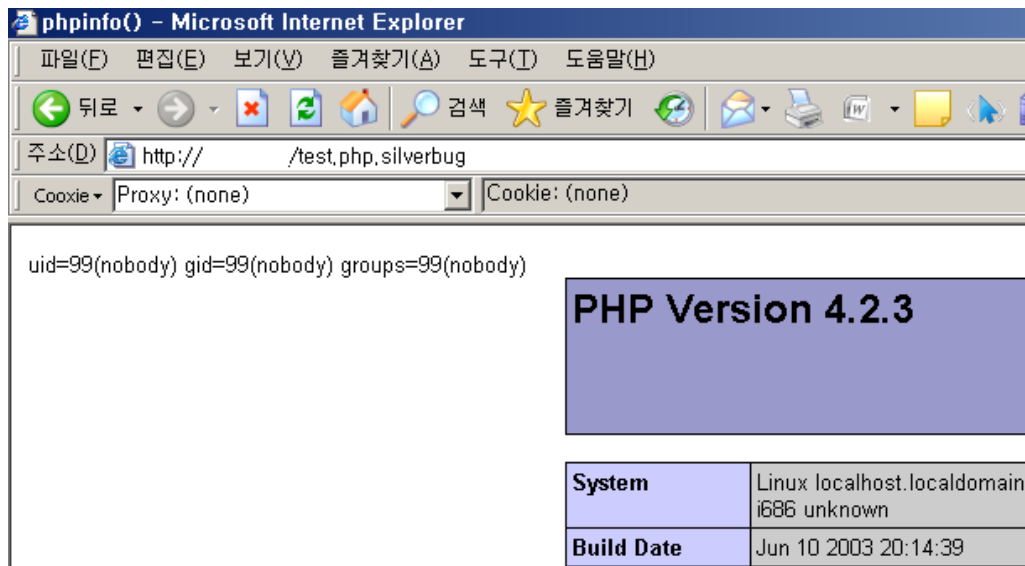 phpinfo() - Microsoft Internet Explorer
파일(F) 편집(E) 보기(V) 즐겨찾기(A) 도구(T) 도움말(H)
뒤로 검색 즐겨찾기
주소(D) http:// /test.php.silverbug
Cooxie Proxy: (none) Cookie: (none)
uid=99(nobody) gid=99(nobody) groups=99(nobody)
PHP Version 4.2.3
System Linux localhost.localdomain
i686 unknown
Build Date Jun 10 2003 20:14:39